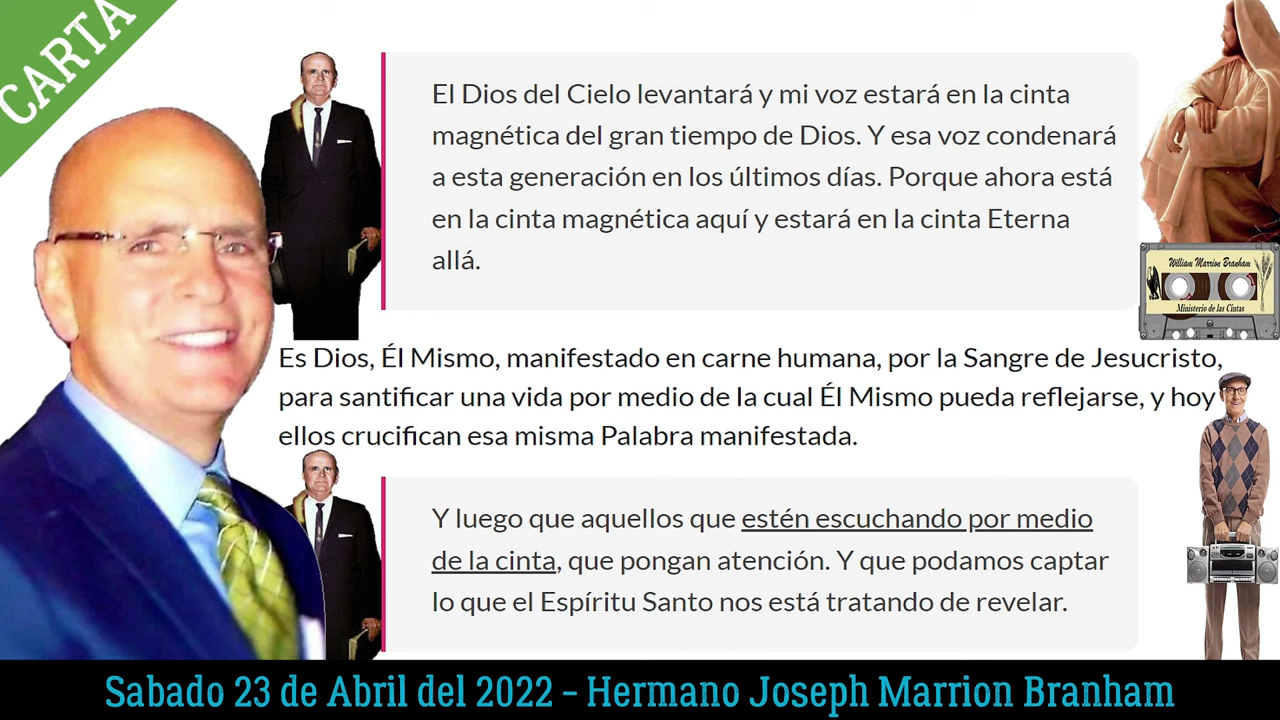 CARTA
El Dios del Cielo levantará y mi voz estará en la cinta
magnética del gran tiempo de Dios. Y esa voz condenará
a esta generación en los últimos días. Porque ahora está
en la cinta magnética aquí y estará en la cinta Eterna
allá.
William Marrion Branham
Ministerio de las Cintas
Es Dios, Él Mismo, manifestado en carne humana, por la Sangre de Jesucristo,
para santificar una vida por medio de la cual Él Mismo pueda reflejarse, y hoy
ellos crucifican esa misma Palabra manifestada.
Y luego que aquellos que estén escuchando por medio
de la cinta, que pongan atención. Y que podamos captar
lo que el Espíritu Santo nos está tratando de revelar.
Sabado 23 de Abril del 2022 - Hermano Joseph Marrion Branham